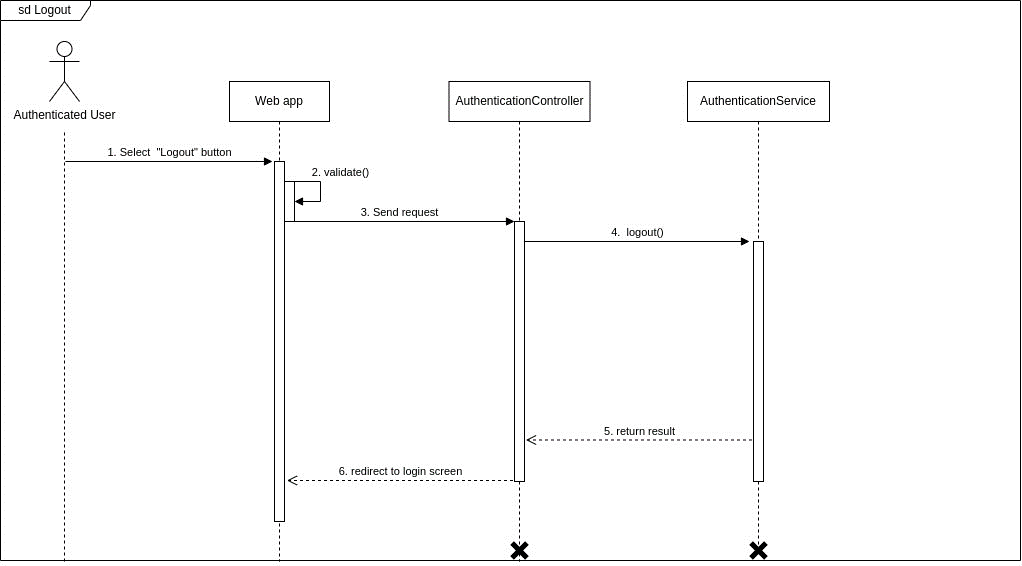 sd Logout
Authenticated User
Web app
AuthenticationController
AuthenticationService
1. Select  "Logout" button
2. validate()
3. Send request
4.  logout()
5. return result
6. redirect to login screen